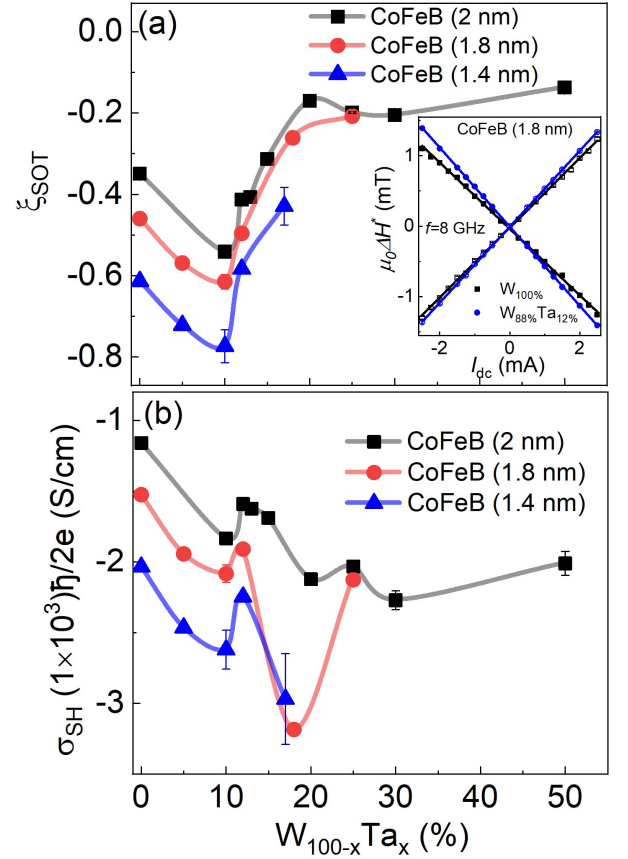 (a)
CoFeB (2 nm)
CoFeB (1.8 nm)
CoFeB (1.4 nm)
0.0
-0.2
-0.4
-0.6
-0.8
ξSOT
CoFeB (1.8 nm)
1
0
-1
μ₀ΔH* (mT)
f=8 GHz
W₁₀₀%
W₈₈%Ta₁₂%
-2 0 2
Idc (mA)
(b)
CoFeB (2 nm)
CoFeB (1.8 nm)
CoFeB (1.4 nm)
-1
-2
-3
σSH (1×10³)ħ/2e (S/cm)
0 10 20 30 40 50
W₁₀₀₋ₓTaₓ (%)